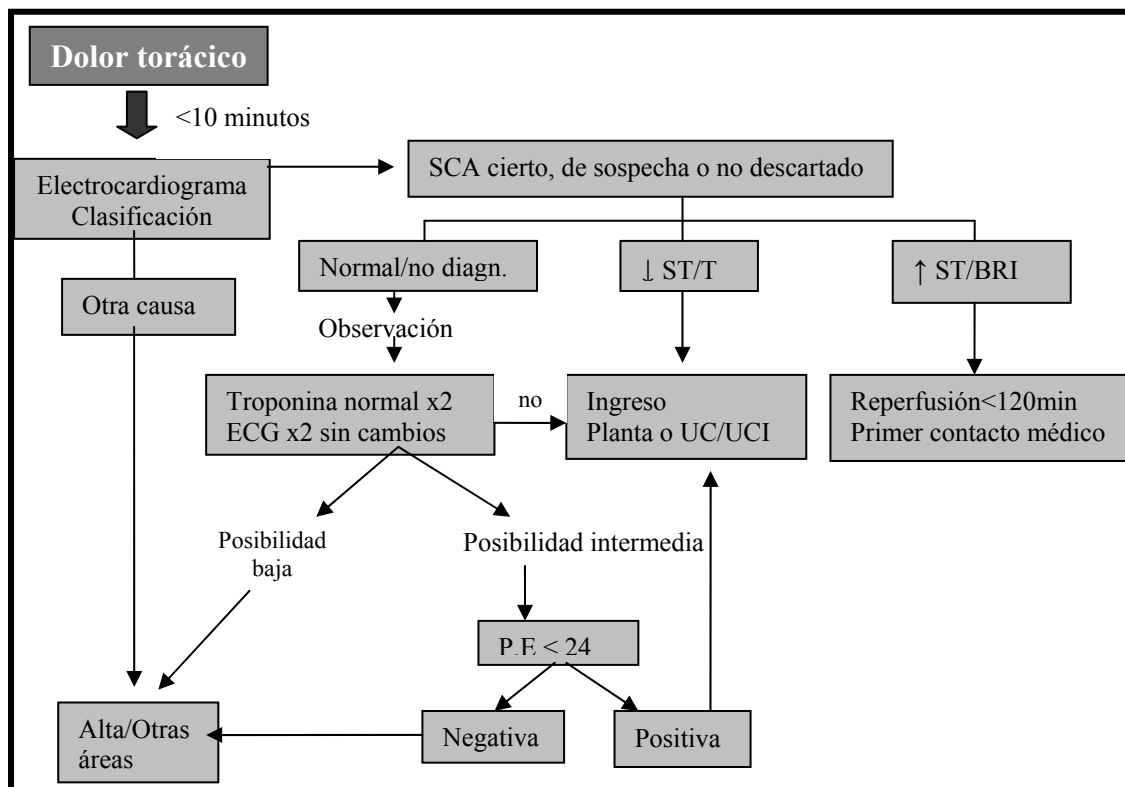 Dolor torácico
<10 minutos
Electrocardiograma
Clasificación
SCA cierto, de sospecha o no descartado
Otra causa
Normal/no diagn.
↓ ST/T
↑ ST/BRI
Observación
Troponina normal x2
ECG x2 sin cambios
no
Ingreso
Planta o UC/UCI
Reperfusión<120min
Primer contacto médico
Posibilidad
baja
Posibilidad intermedia
P.E < 24
Alta/Otras
áreas
Negativa
Positiva